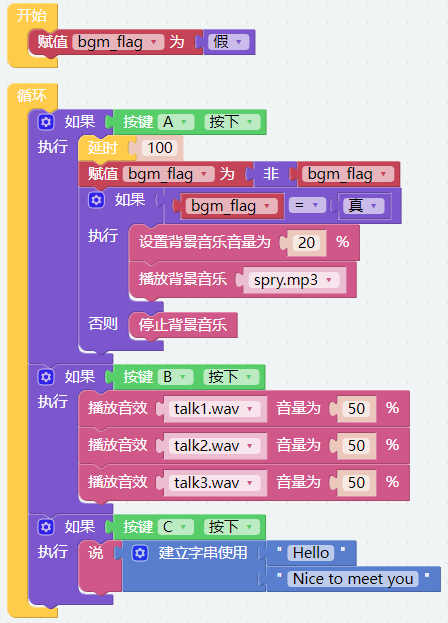 开始
赋值 bgm_flag 为 假
循环
如果 按键 A 按下
执行 延时 100
赋值 bgm_flag 为 非 bgm_flag
如果 bgm_flag = 真
执行 设置背景音乐音量为 20 %
播放背景音乐 spry.mp3
否则 停止背景音乐
如果 按键 B 按下
执行 播放音效 talk1.wav 音量为 50 %
播放音效 talk2.wav 音量为 50 %
播放音效 talk3.wav 音量为 50 %
如果 按键 C 按下
执行 说 建立字串使用 " Hello "
" Nice to meet you "